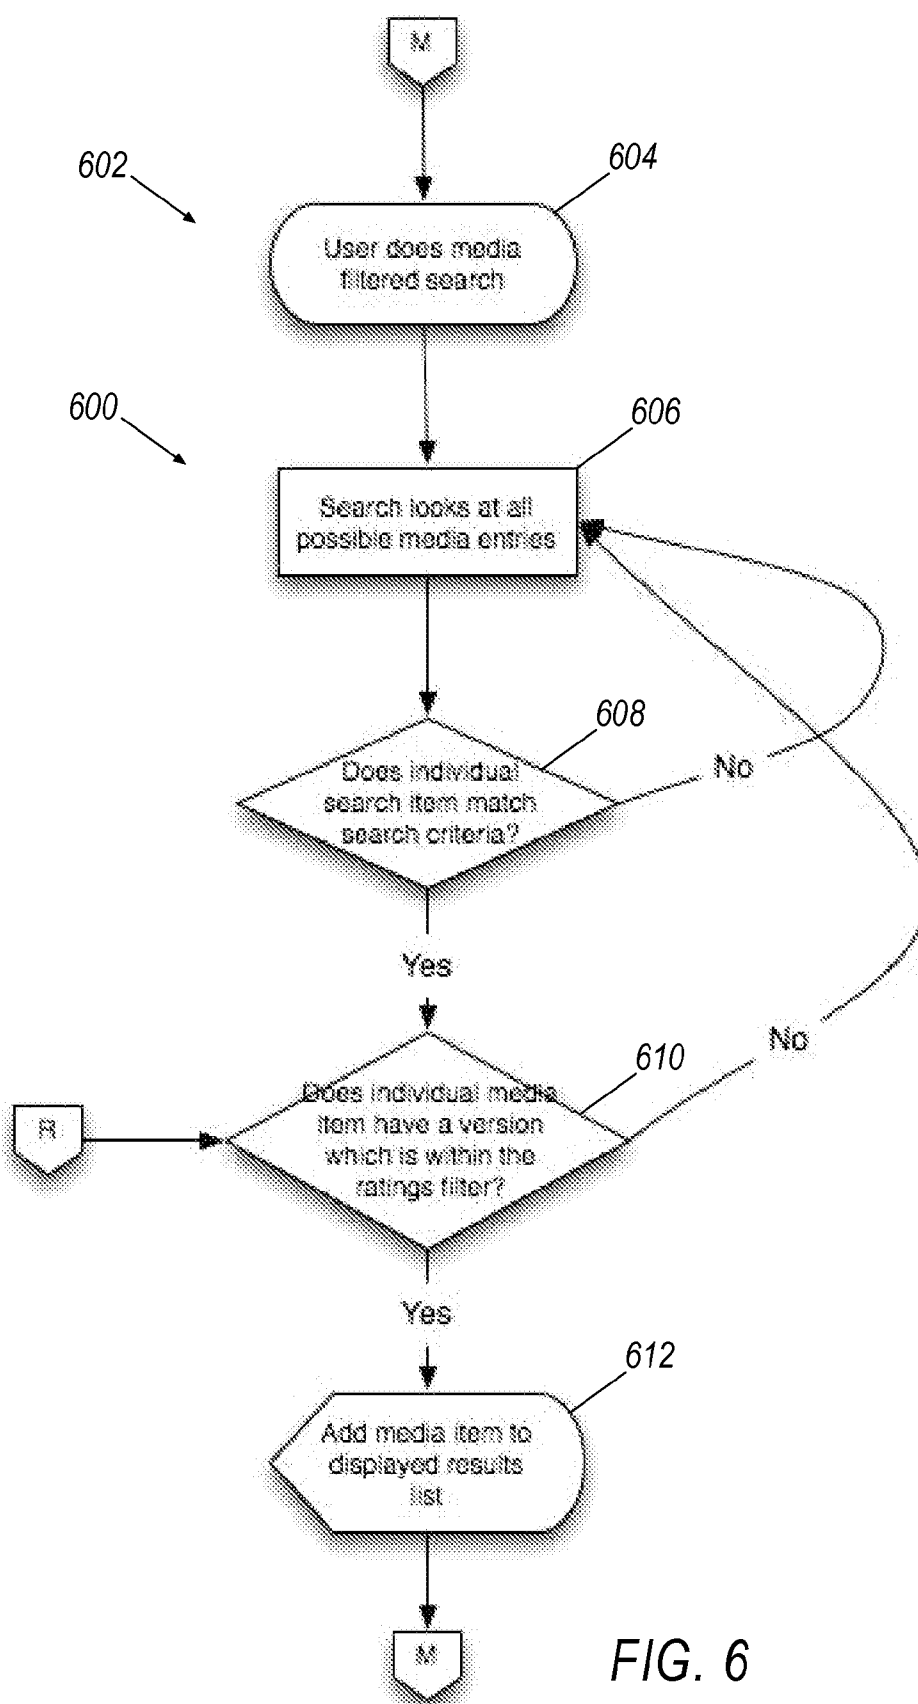 M
602
604
User does media
filtered search
600
606
Search looks at all
possible media entries
608
Does individual
search item match
search criteria?
No
Yes
610
No
R
Does individual media
item have a version
which is within the
ratings filter?
Yes
612
Add media item to
displayed results
list
M
FIG. 6